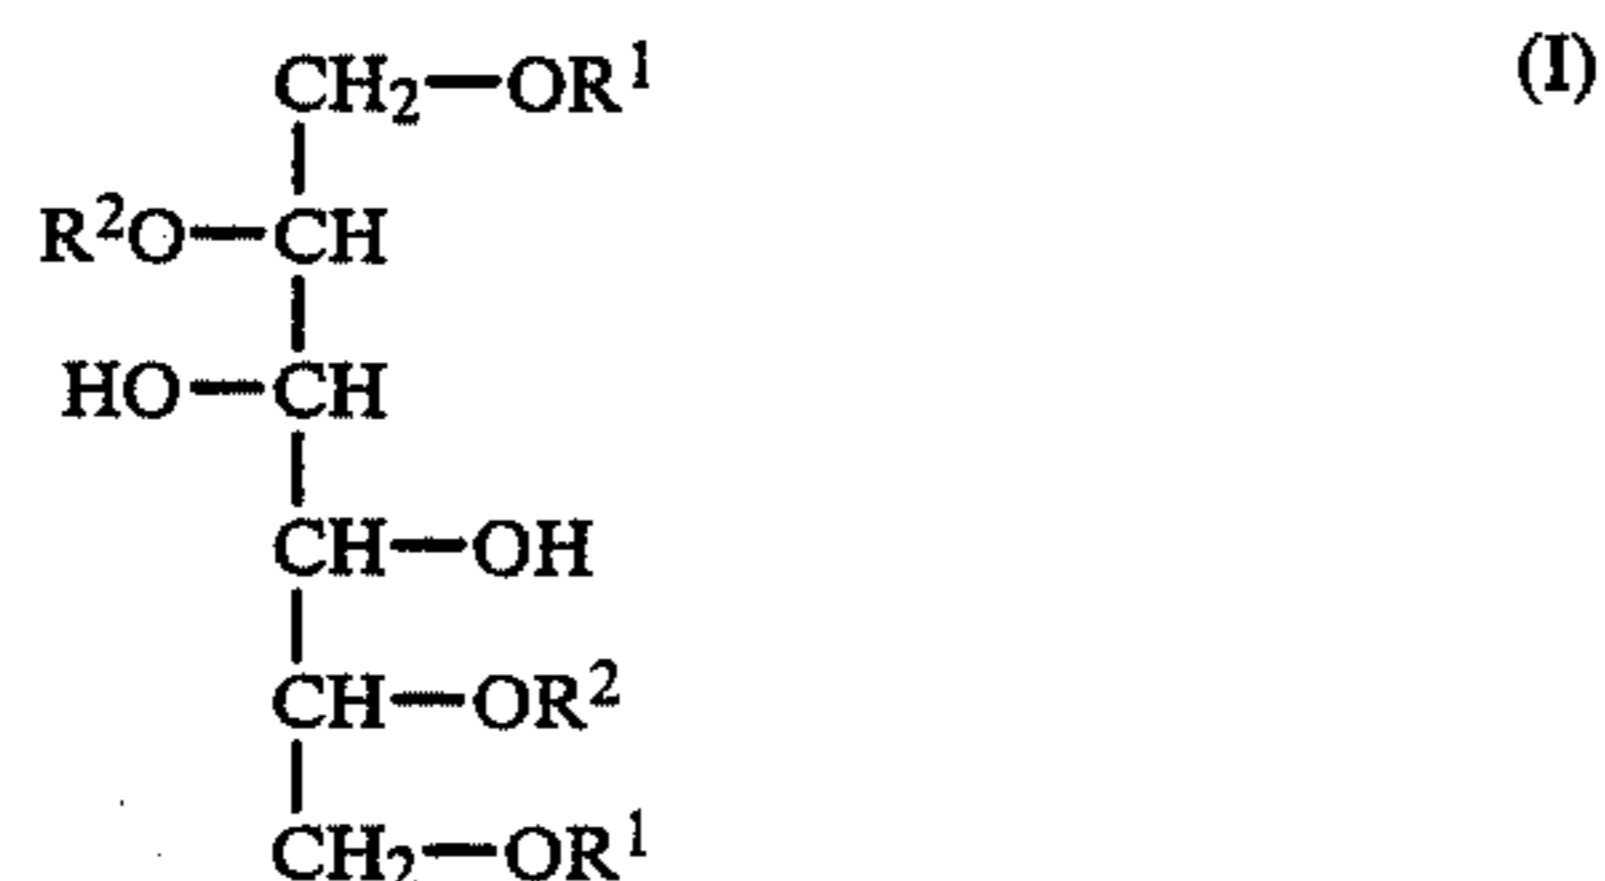 CH₂—OR¹ (I)
R²O—CH
HO—CH
CH—OH
CH—OR²
CH₂—OR¹